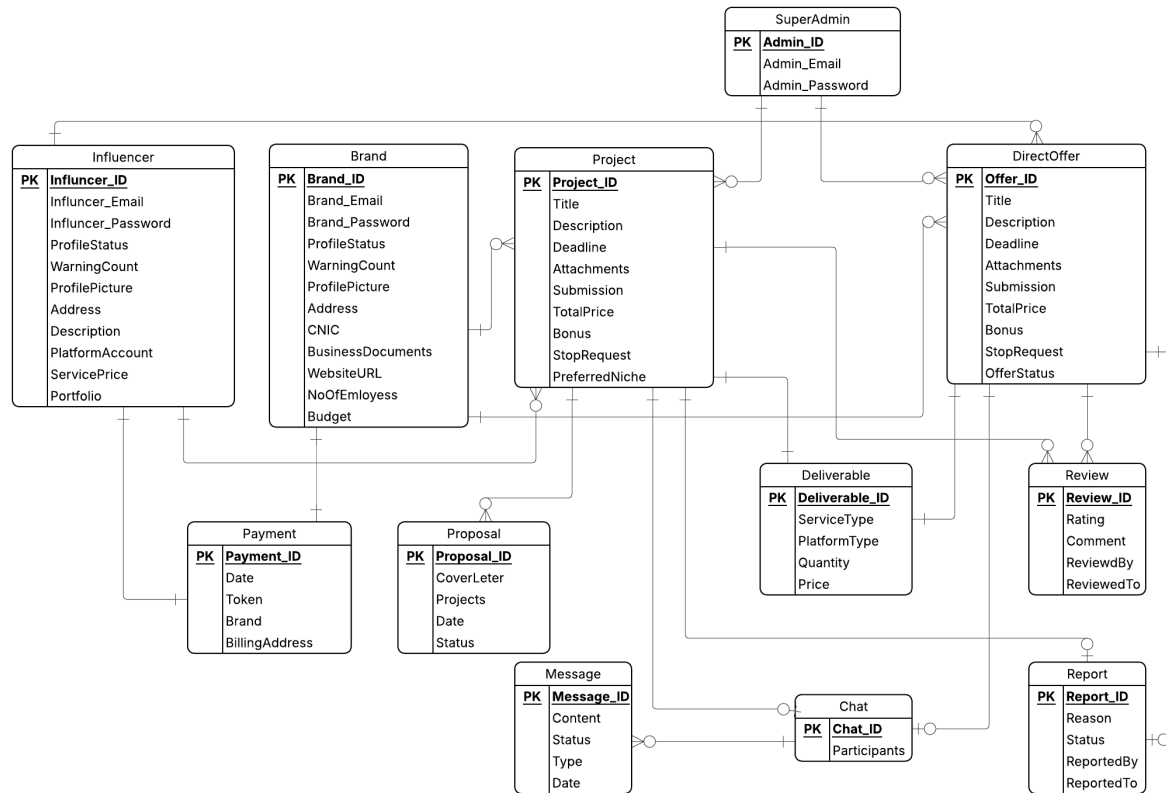 SuperAdmin
PK Admin_ID
Admin_Email
Admin_Password
Influencer
PK Influncer_ID
Influncer_Email
Influncer_Password
ProfileStatus
WarningCount
ProfilePicture
Address
Description
PlatformAccount
ServicePrice
Portfolio
Brand
PK Brand_ID
Brand_Email
Brand_Password
ProfileStatus
WarningCount
ProfilePicture
Address
CNIC
BusinessDocuments
WebsiteURL
NoOfEmloyess
Budget
Project
PK Project_ID
Title
Description
Deadline
Attachments
Submission
TotalPrice
Bonus
StopRequest
PreferredNiche
DirectOffer
PK Offer_ID
Title
Description
Deadline
Attachments
Submission
TotalPrice
Bonus
StopRequest
OfferStatus
Payment
PK Payment_ID
Date
Token
Brand
BillingAddress
Proposal
PK Proposal_ID
CoverLeter
Projects
Date
Status
Deliverable
PK Deliverable_ID
ServiceType
PlatformType
Quantity
Price
Review
PK Review_ID
Rating
Comment
ReviewdBy
ReviewedTo
Message
PK Message_ID
Content
Status
Type
Date
Chat
PK Chat_ID
Participants
Report
PK Report_ID
Reason
Status
ReportedBy
ReportedTo